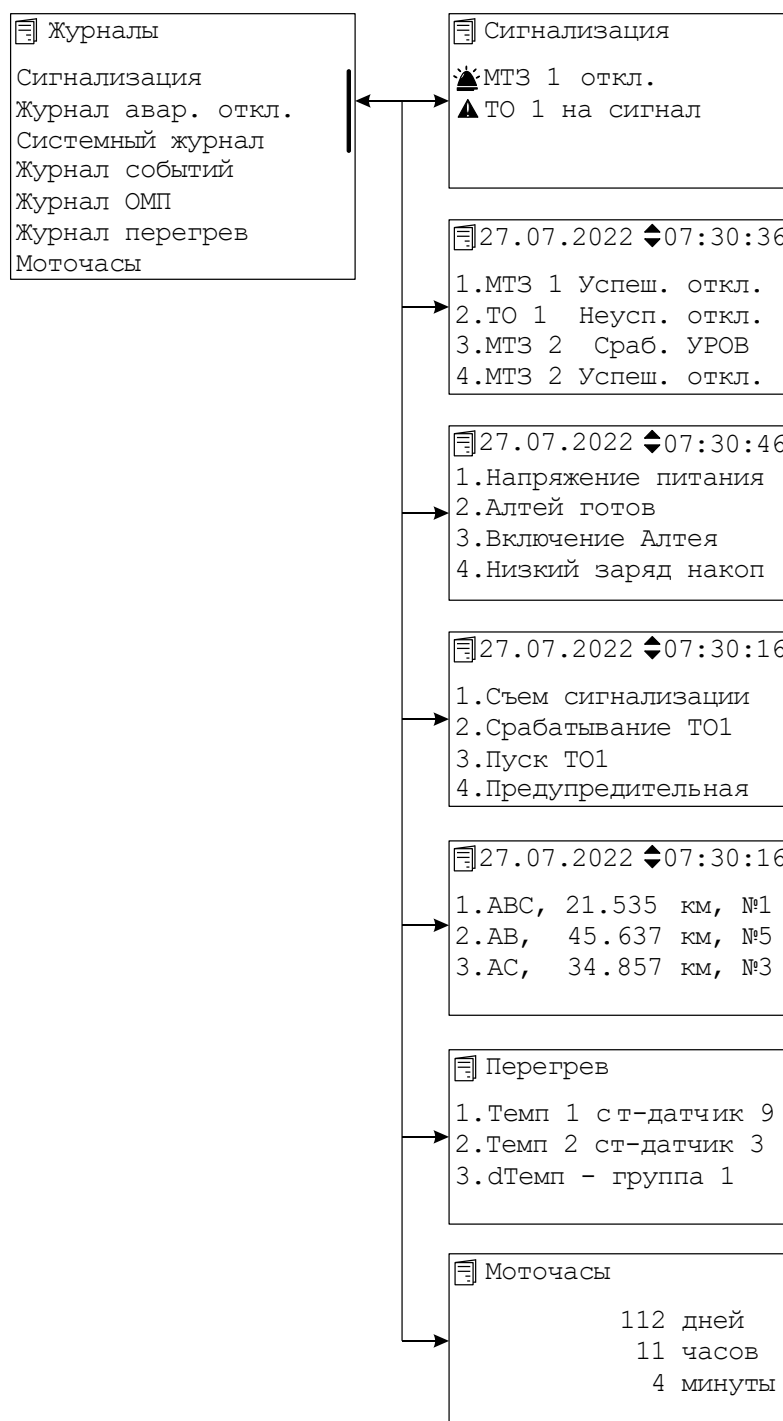 Журналы
Сигнализация
Журнал авар. откл.
Системный журнал
Журнал событий
Журнал ОМП
Журнал перегрев
Моточасы
Сигнализация
МТЗ 1 откл.
ТО 1 на сигнал
27.07.2022 07:30:36
1.МТЗ 1 Успеш. откл.
2.ТО 1 Неусп. откл.
3.МТЗ 2 Сраб. УРОВ
4.МТЗ 2 Успеш. откл.
27.07.2022 07:30:46
1.Напряжение питания
2.Алтей готов
3.Включение Алтея
4.Низкий заряд накоп
27.07.2022 07:30:16
1.Съем сигнализации
2.Срабатывание ТО1
3.Пуск ТО1
4.Предупредительная
27.07.2022 07:30:16
1.АВС, 21.535 км, №1
2.АВ, 45.637 км, №5
3.АС, 34.857 км, №3
Перегрев
1.Темп 1 ст-датчик 9
2.Темп 2 ст-датчик 3
3.dТемп - группа 1
Моточасы
112 дней
11 часов
4 минуты